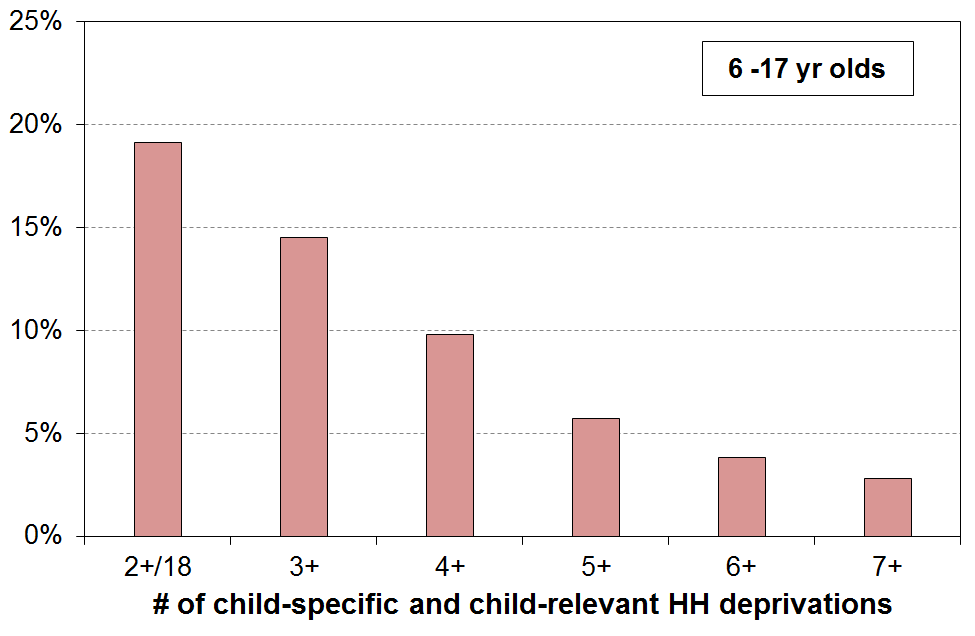 25%
6 -17 yr olds
20%
15%
10%
5%
0%
2+/18 3+ 4+ 5+ 6+ 7+
# of child-specific and child-relevant HH deprivations